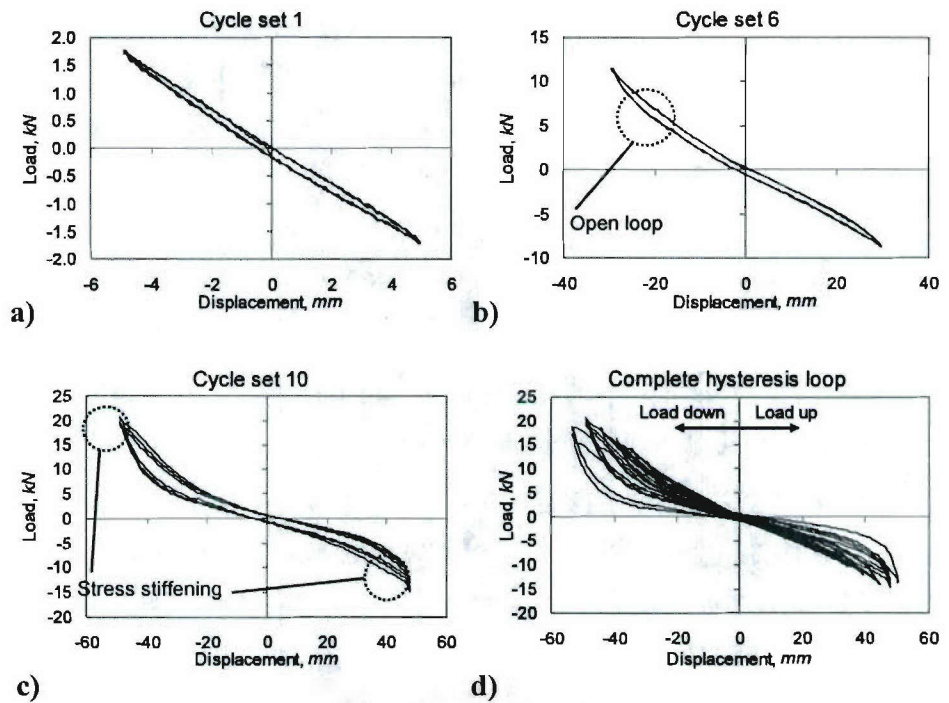 Cycle set 1
2.0
1.5
1.0
0.5
0.0
-0.5
-1.0
-1.5
-2.0
Load, kN
-6 -4 -2 0 2 4 6
Displacement, mm
a)
Cycle set 6
15
10
5
0
-5
-10
Load, kN
Open loop
-40 -20 0 20 40
Displacement, mm
b)
Cycle set 10
25
20
15
10
5
0
-5
-10
-15
-20
Load, kN
Stress stiffening
-60 -40 -20 0 20 40 60
Displacement, mm
c)
Complete hysteresis loop
25
20
15
10
5
0
-5
-10
-15
-20
Load, kN
Load down Load up
-60 -40 -20 0 20 40 60
Displacement, mm
d)